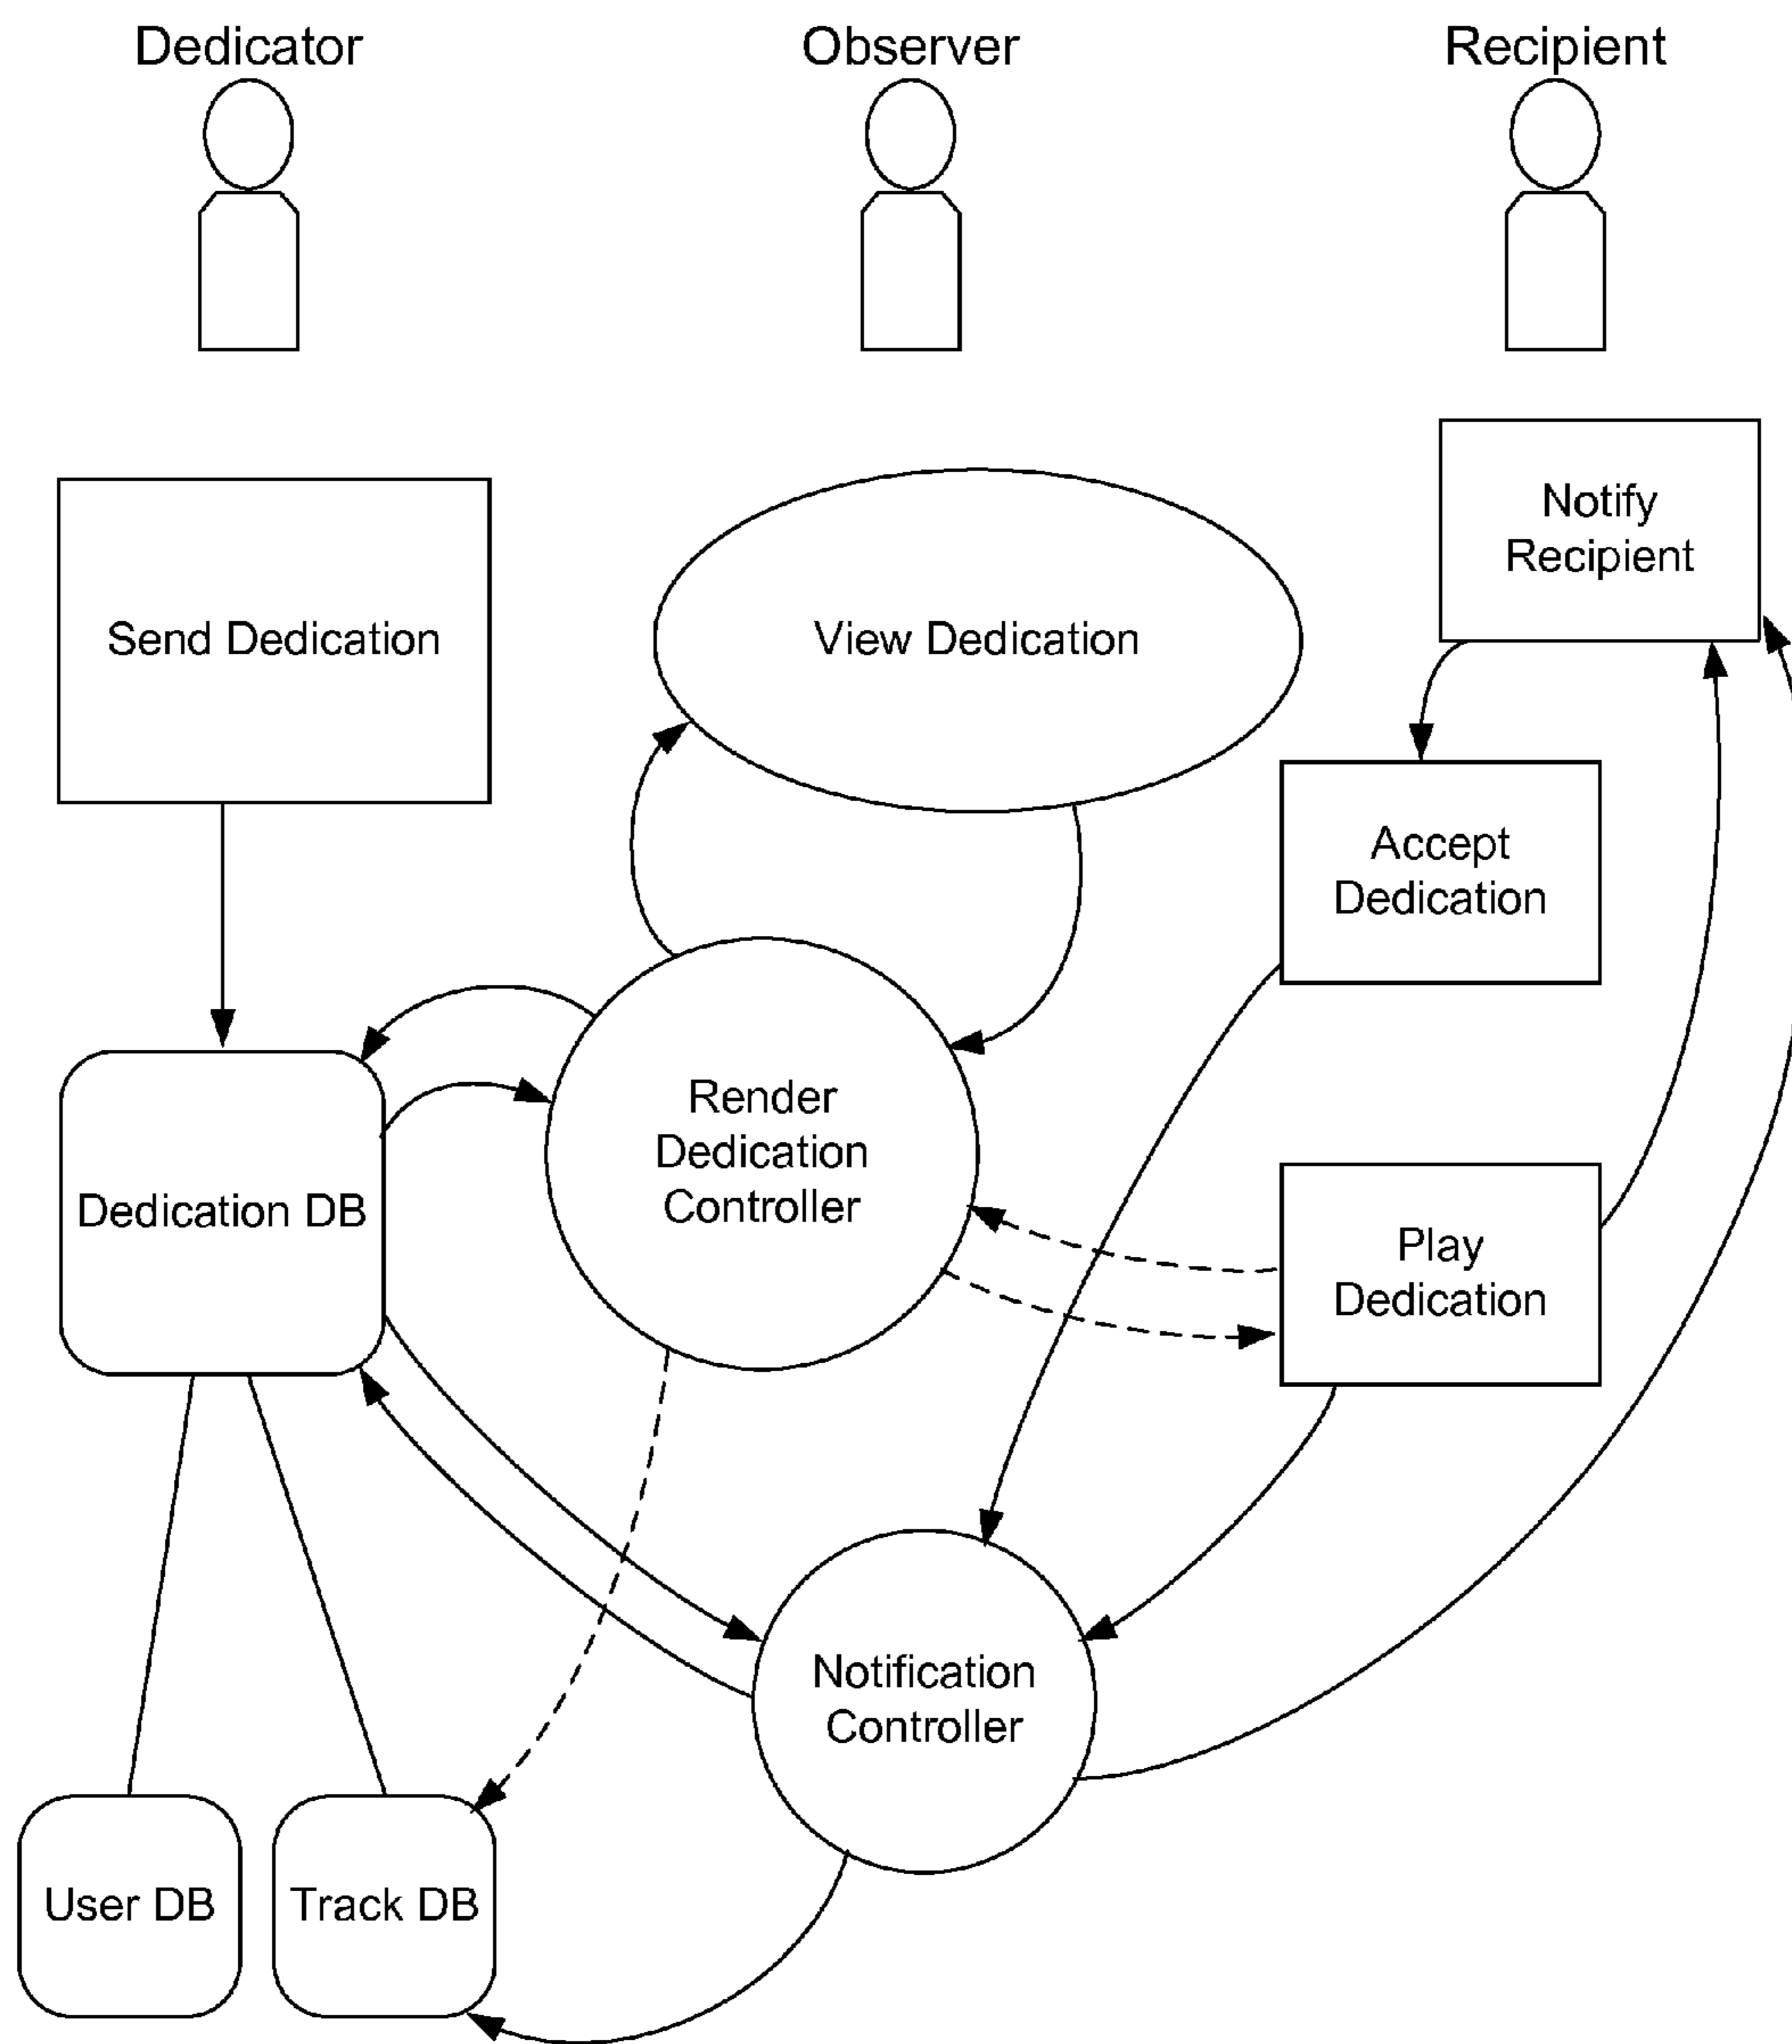 Dedicator
Observer
Recipient
Notify
Recipient
Send Dedication
View Dedication
Accept
Dedication
Render
Dedication
Controller
Dedication DB
Play
Dedication
Notification
Controller
User DB
Track DB